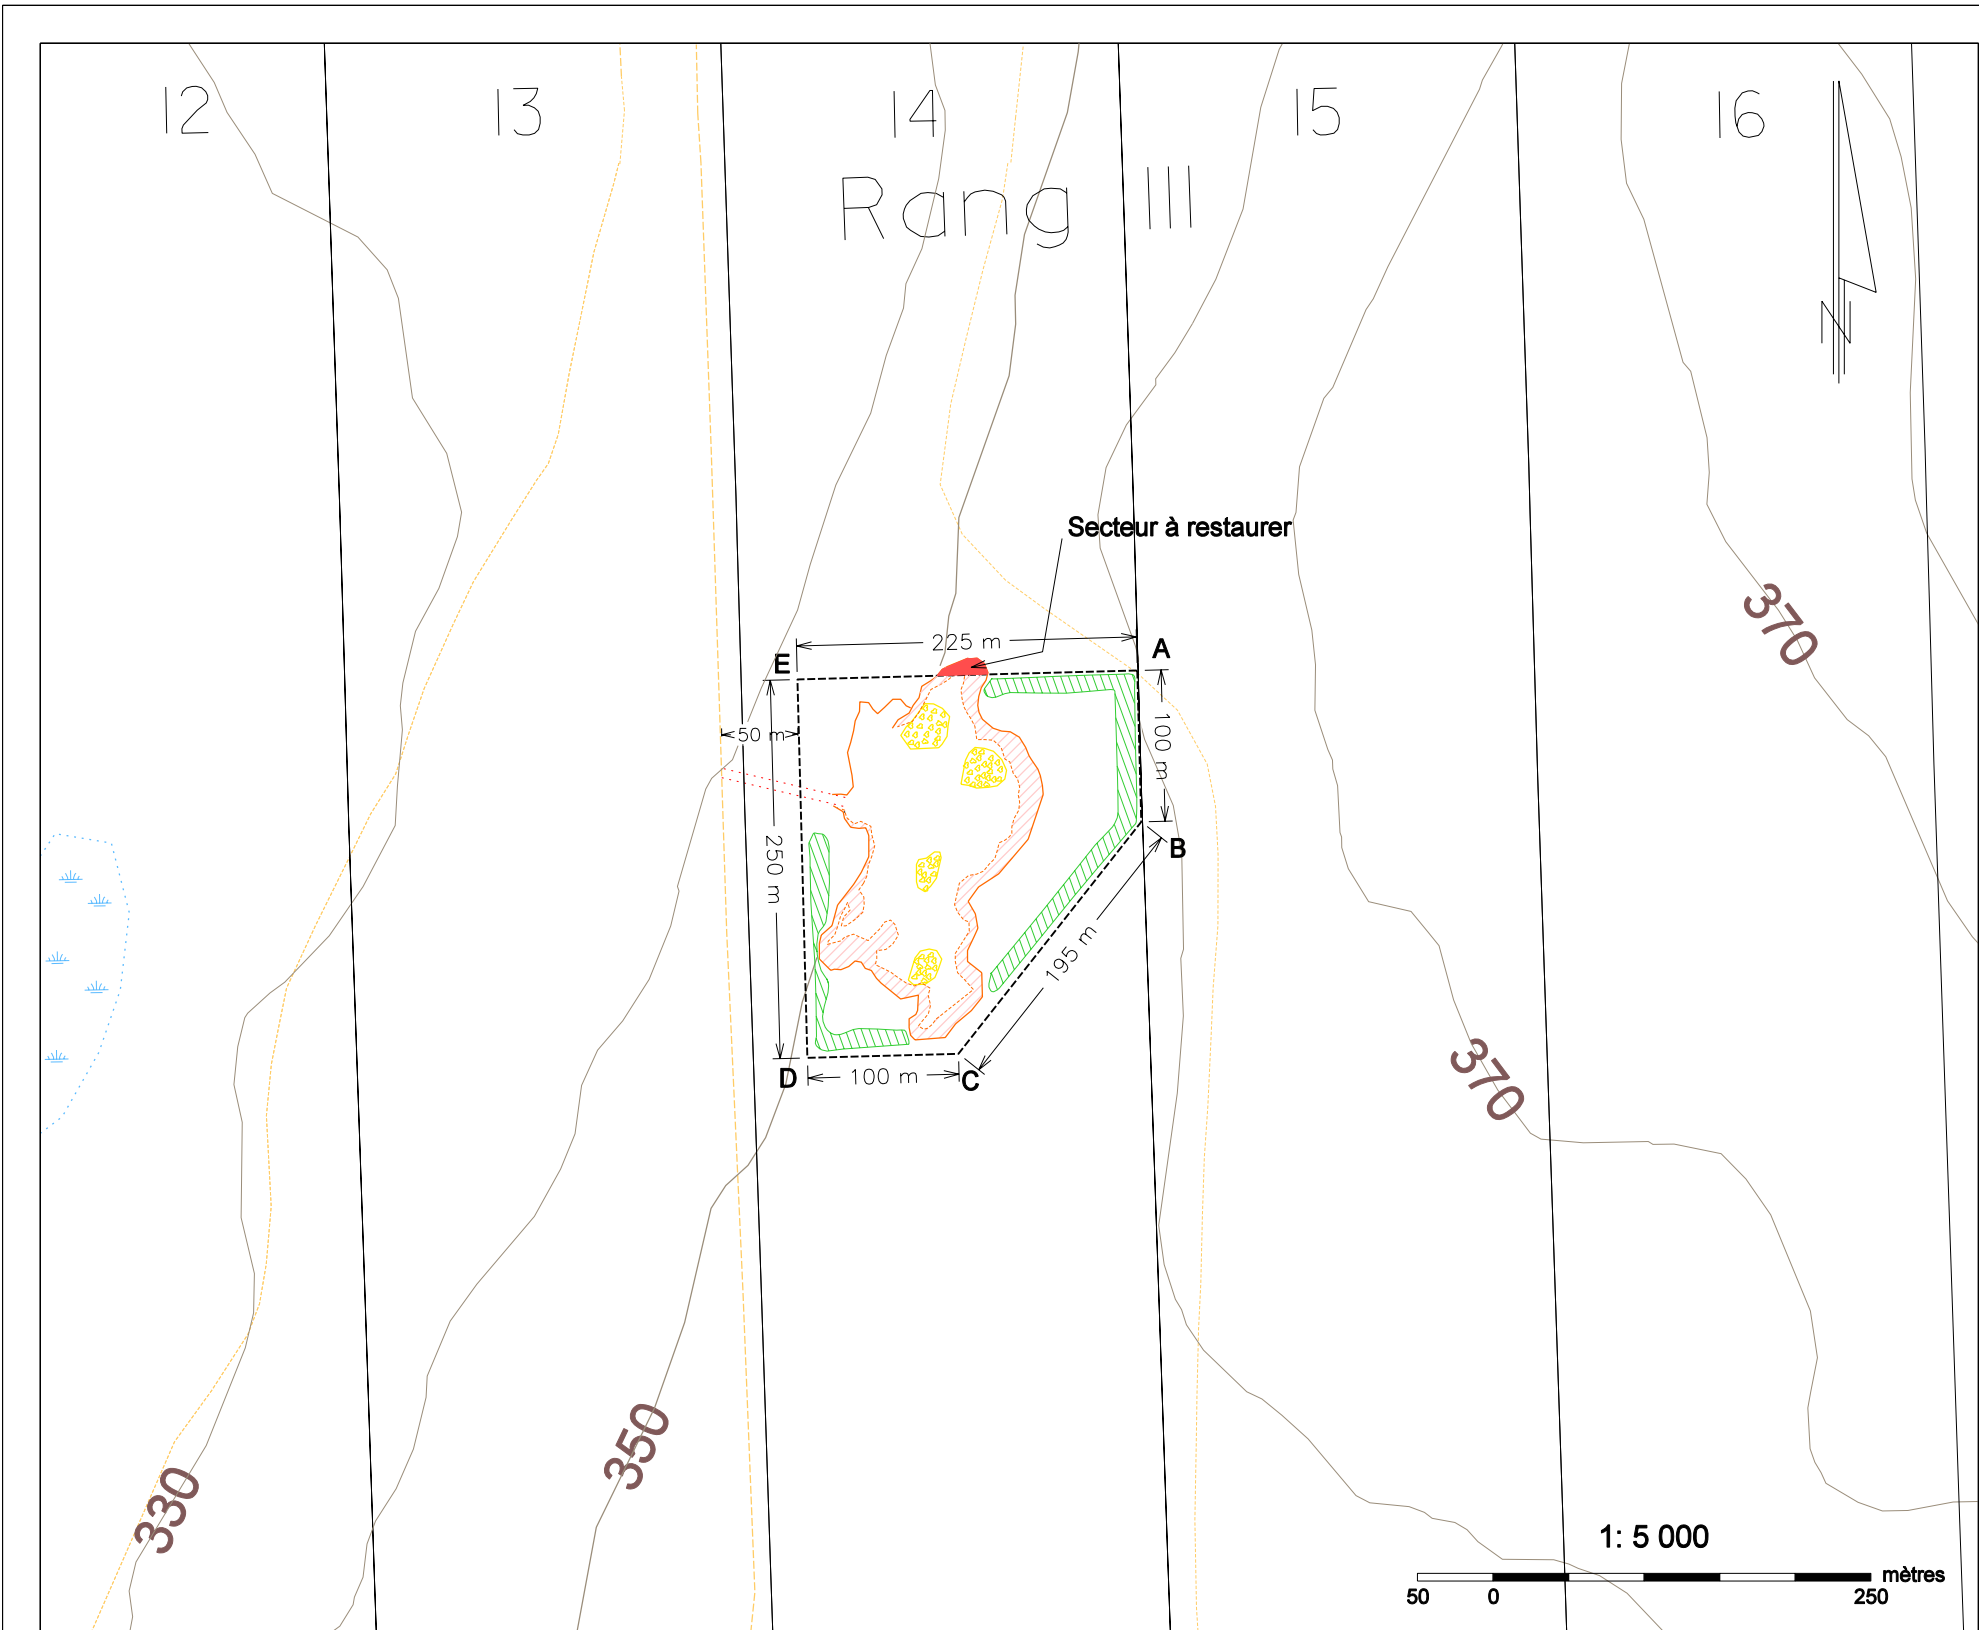 12 13 14 15 16
Rang III
N
370
Secteur à restaurer
225 m
A
E
50 m
100 m
250 m
B
195 m
D
100 m
C
370
350
330
1: 5 000
mètres
50 0 250